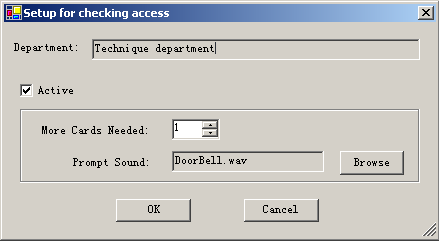 Setup for checking access
Department: Technique department
Active
More Cards Needed: 1
Prompt Sound: DoorBell.wav Browse
OK Cancel